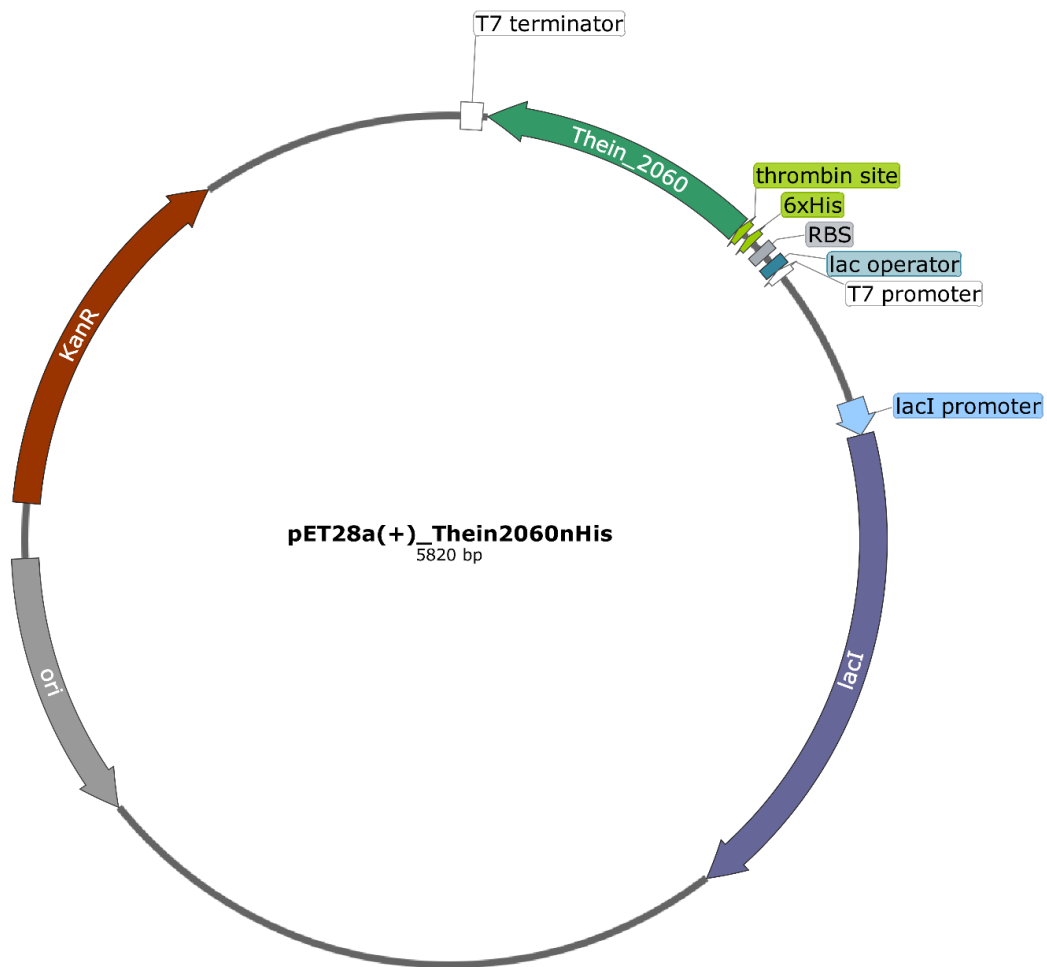 T7 terminator
Thein_2060
thrombin site
6xHis
RBS
lac operator
T7 promoter
KanR
lacI promoter
pET28a(+)_Thein2060nHis
5820 bp
lacI
ori